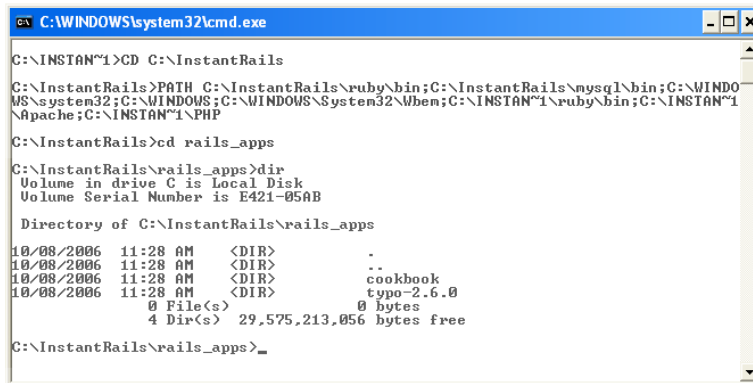 C:\WINDOWS\system32\cmd.exe
C:\INSTAN~1>CD C:\InstantRails
C:\InstantRails>PATH C:\InstantRails\ruby\bin;C:\InstantRails\mysql\bin;C:\WINDO
WS\system32;C:\WINDOWS;C:\WINDOWS\System32\Wbem;C:\INSTAN~1\ruby\bin;C:\INSTAN~1
\Apache;C:\INSTAN~1\PHP
C:\InstantRails>cd rails_apps
C:\InstantRails\rails_apps>dir
Volume in drive C is Local Disk
Volume Serial Number is E421-05AB
Directory of C:\InstantRails\rails_apps
10/08/2006  11:28 AM    <DIR>          .
10/08/2006  11:28 AM    <DIR>          ..
10/08/2006  11:28 AM    <DIR>          cookbook
10/08/2006  11:28 AM    <DIR>          typo-2.6.0
0 File(s)              0 bytes
4 Dir(s)  29,575,213,056 bytes free
C:\InstantRails\rails_apps>_